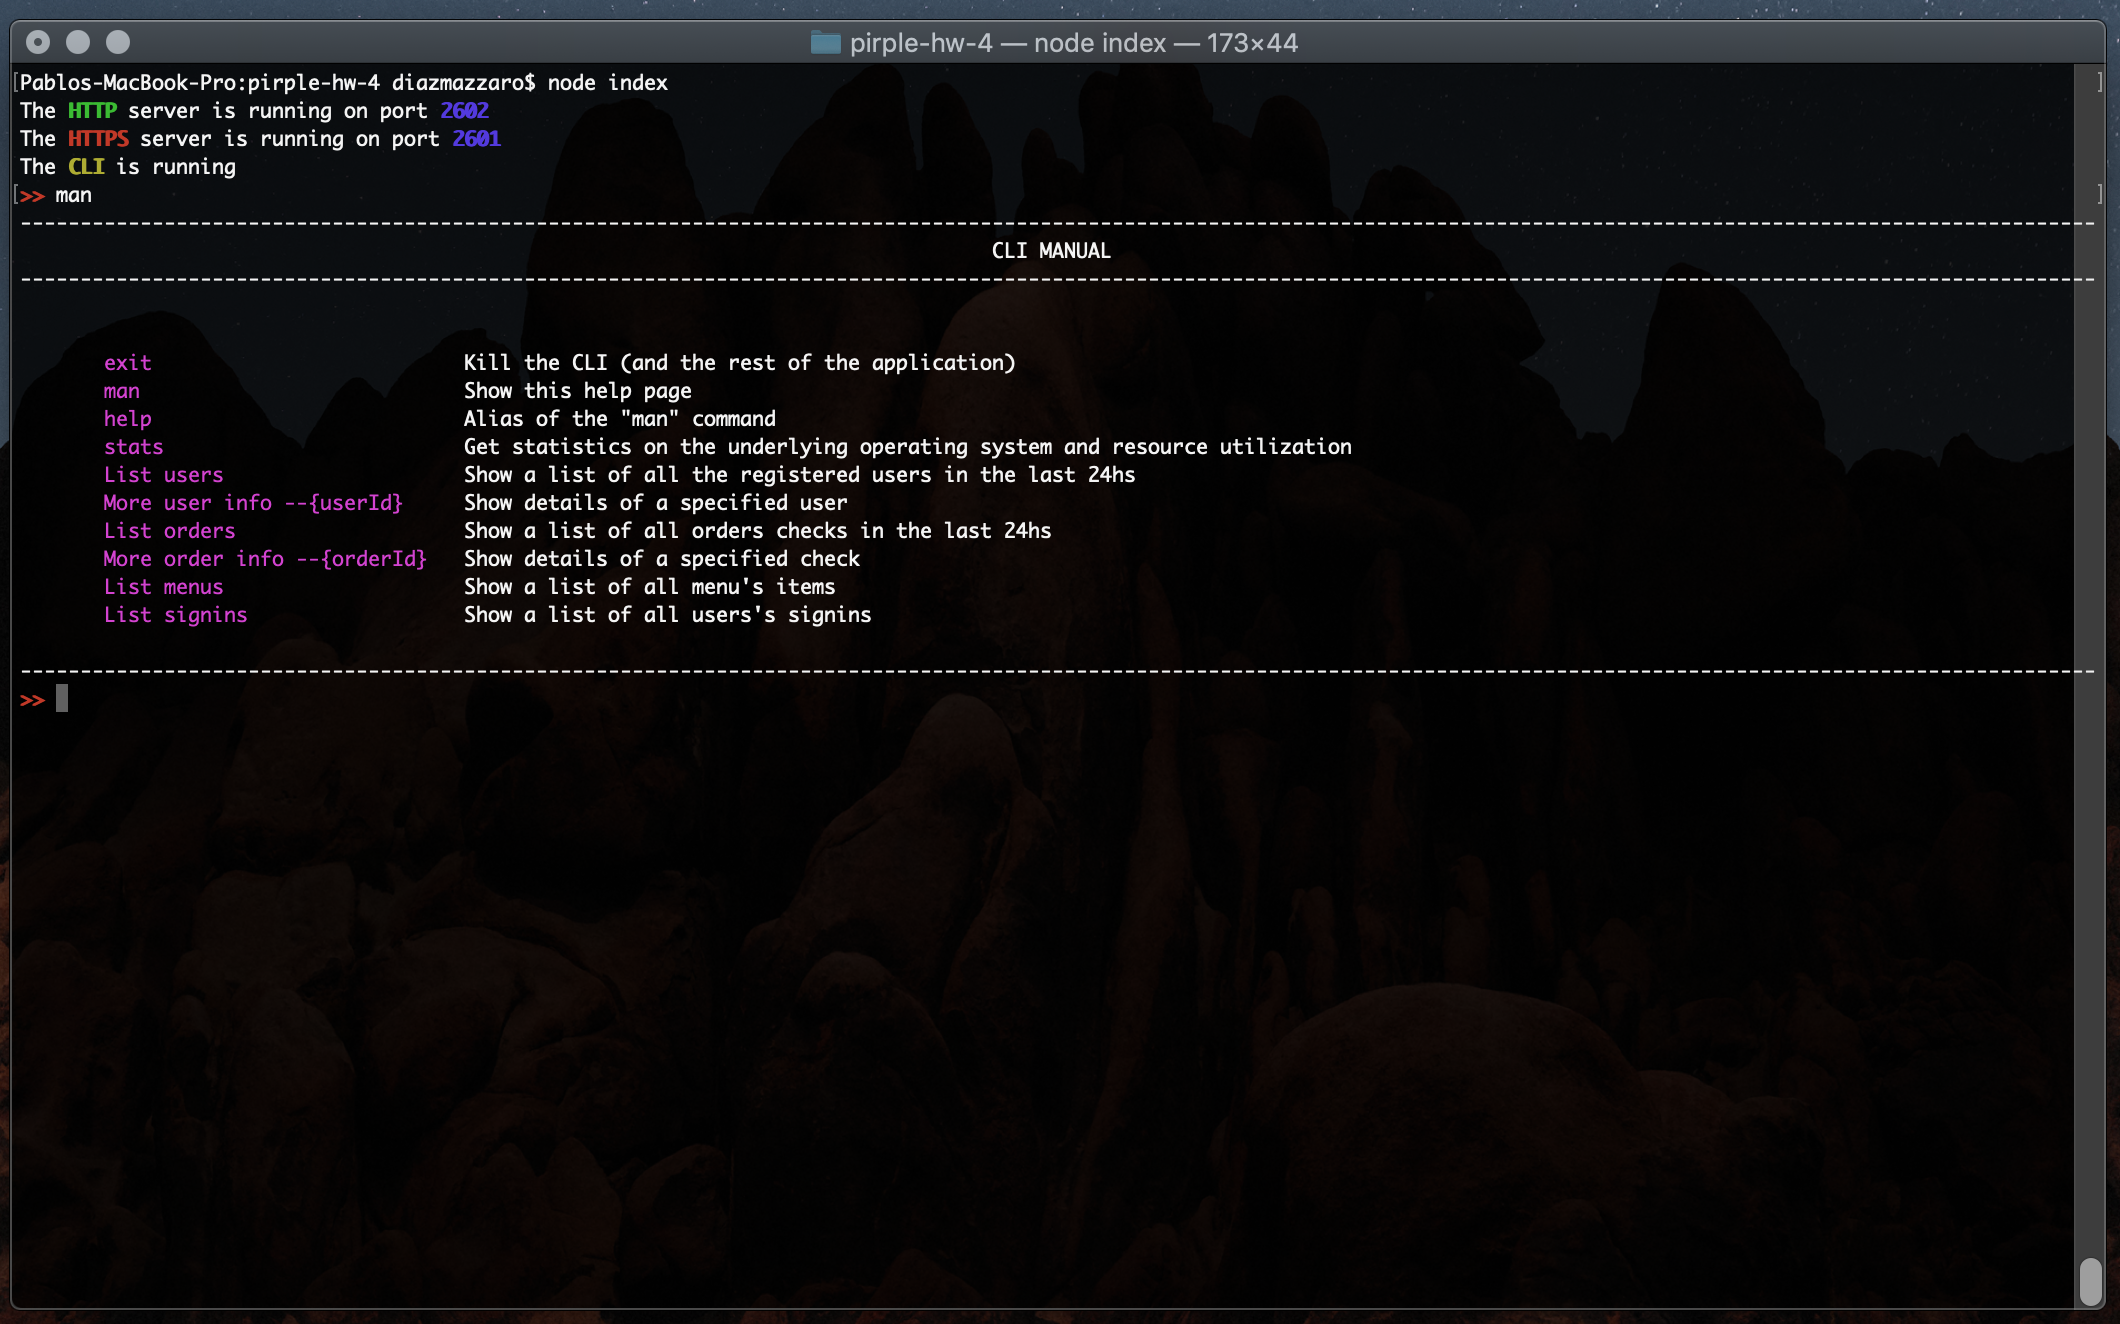 pirple-hw-4 — node index — 173×44
Pablos-MacBook-Pro:pirple-hw-4 diazmazzaro$ node index
The HTTP server is running on port 2602
The HTTPS server is running on port 2601
The CLI is running
>> man
-----------------------------------------------------------------------------------------------------------------------------------------------------------------------------
CLI MANUAL
-----------------------------------------------------------------------------------------------------------------------------------------------------------------------------
exit Kill the CLI (and the rest of the application)
man Show this help page
help Alias of the "man" command
stats Get statistics on the underlying operating system and resource utilization
List users Show a list of all the registered users in the last 24hs
More user info --{userId} Show details of a specified user
List orders Show a list of all orders checks in the last 24hs
More order info --{orderId} Show details of a specified check
List menus Show a list of all menu's items
List signins Show a list of all users's signins
-----------------------------------------------------------------------------------------------------------------------------------------------------------------------------
>>